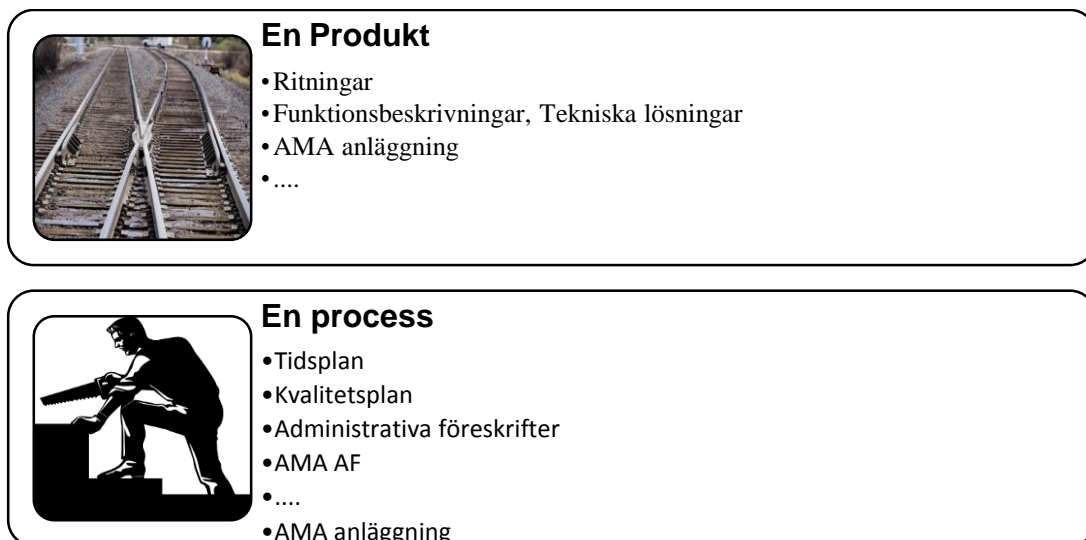 En Produkt
•Ritningar
•Funktionsbeskrivningar, Tekniska lösningar
•AMA anläggning
•....
En process
•Tidsplan
•Kvalitetsplan
•Administrativa föreskrifter
•AMA AF
•....
•AMA anläggning